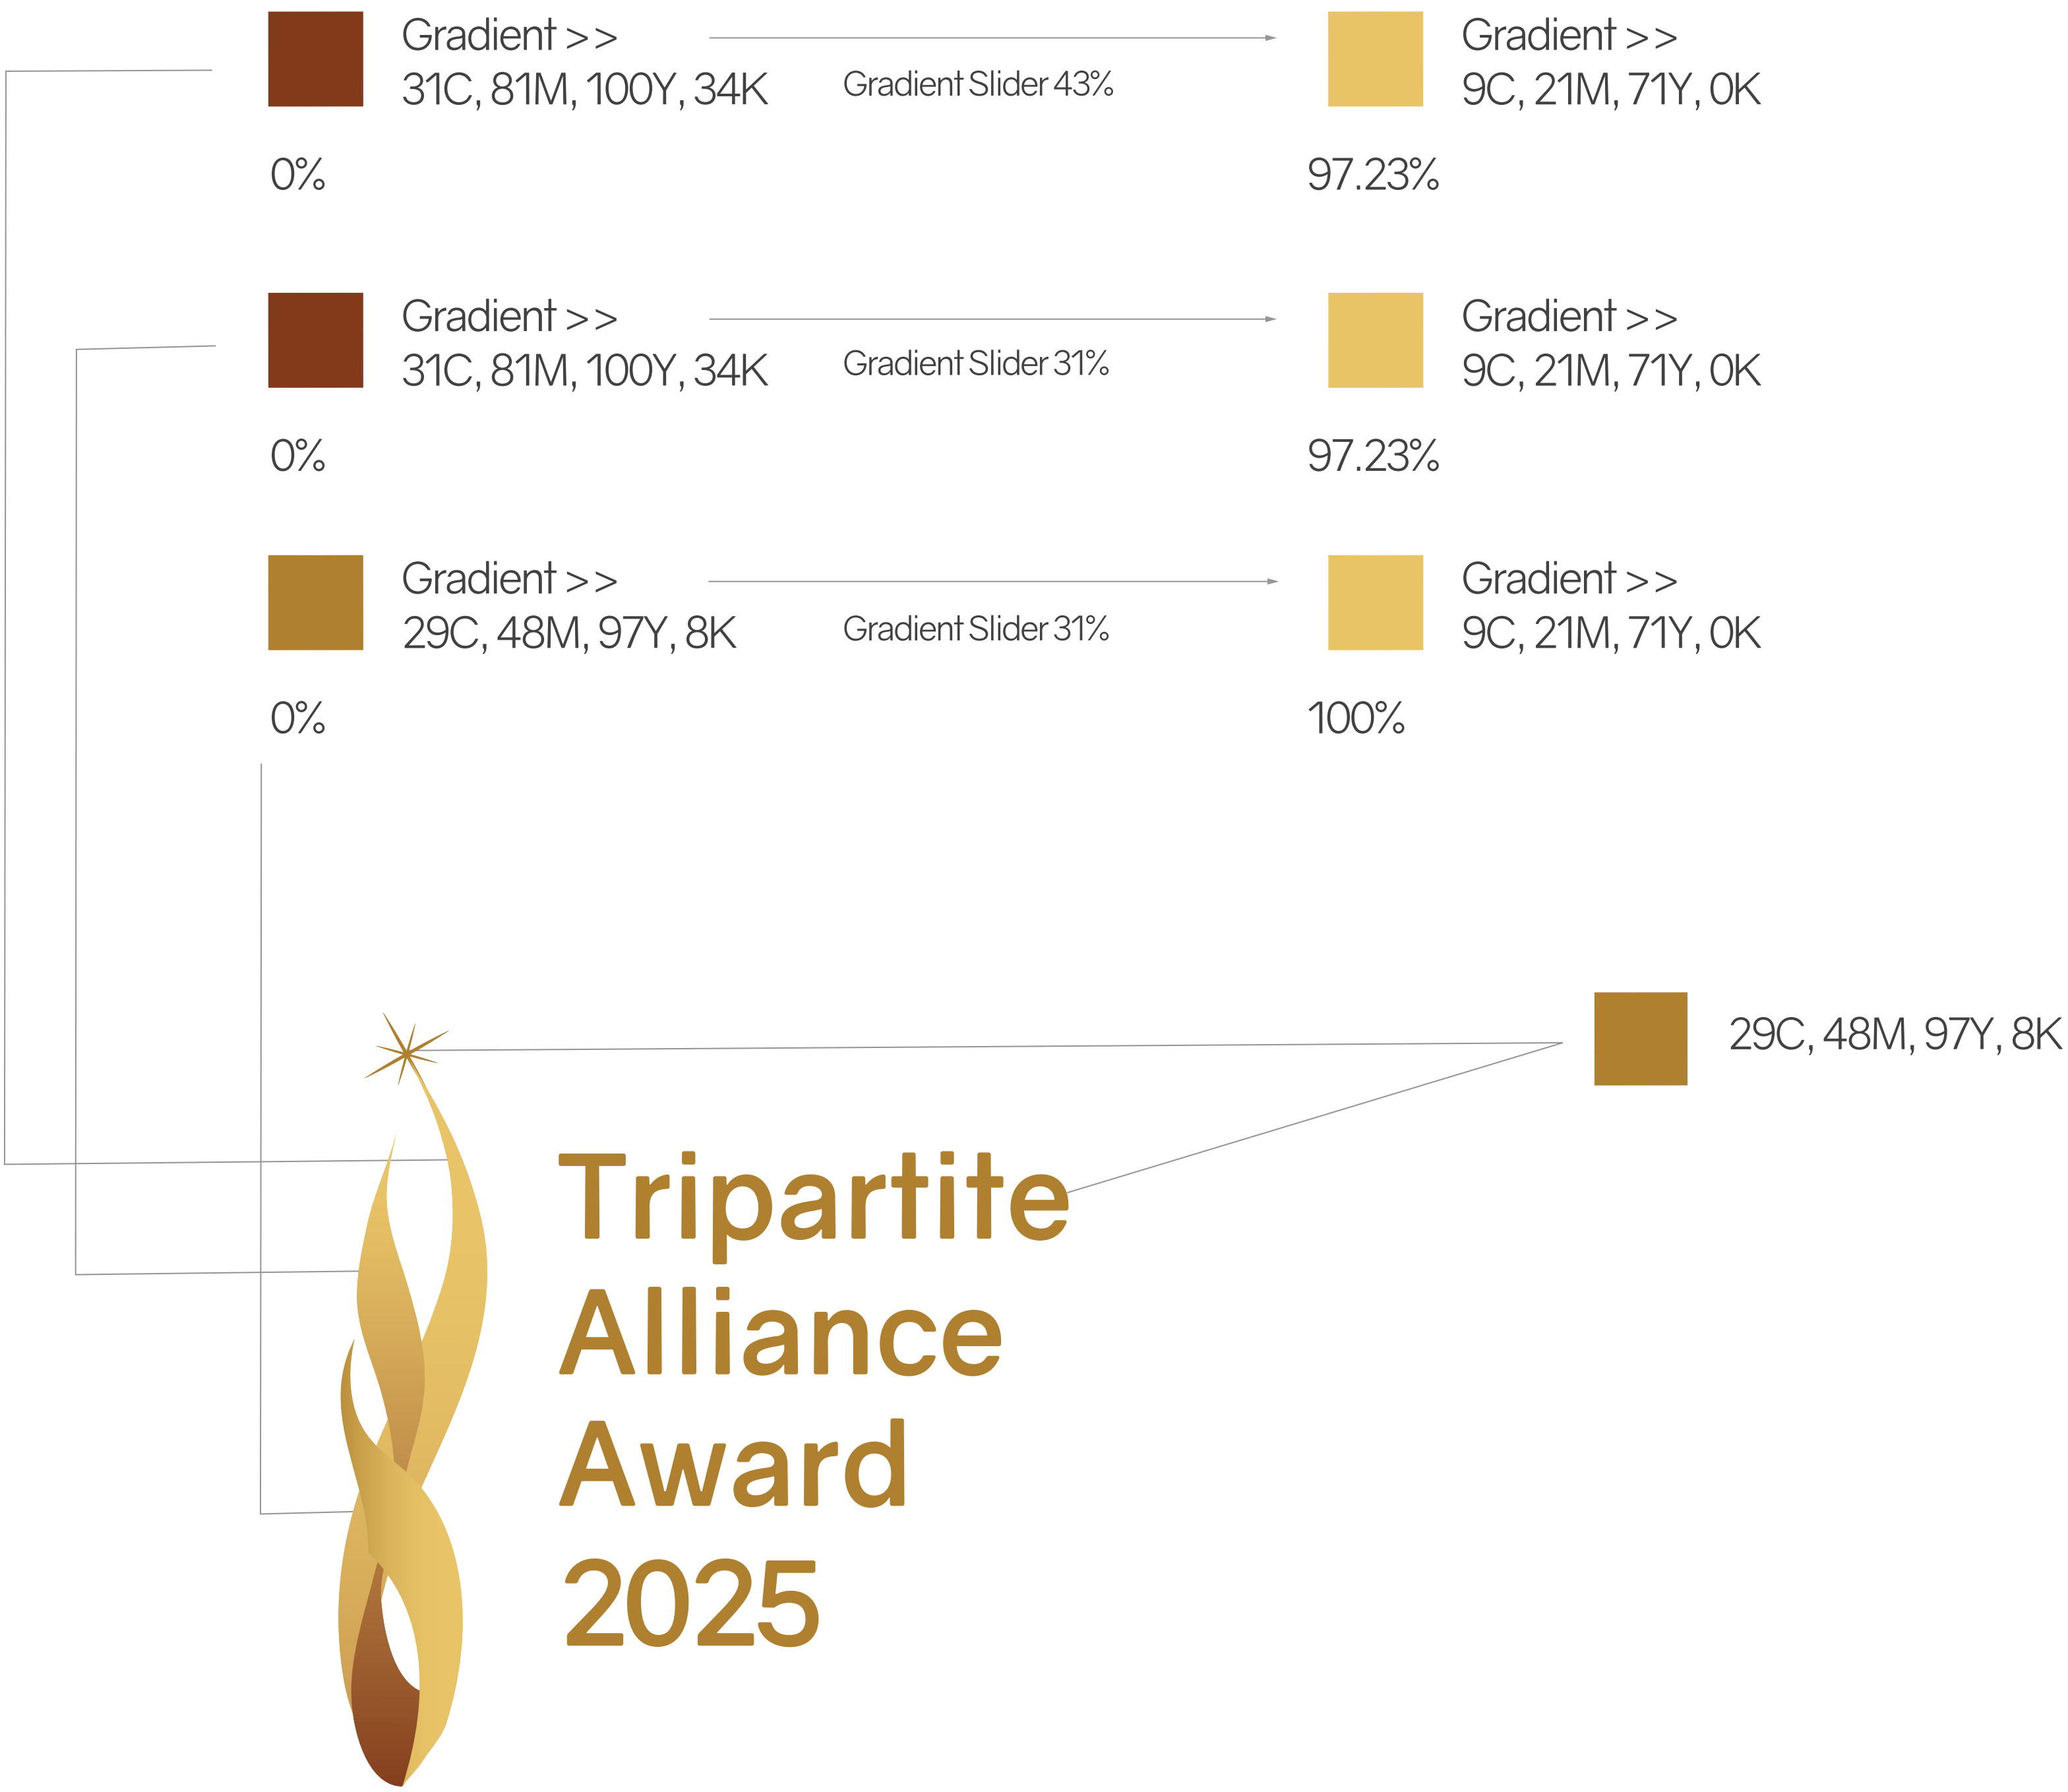 Gradient >>
31C, 81M, 100Y, 34K
0%
Gradient Slider 43%
Gradient >>
9C, 21M, 71Y, 0K
97.23%
Gradient >>
31C, 81M, 100Y, 34K
0%
Gradient Slider 31%
Gradient >>
9C, 21M, 71Y, 0K
97.23%
Gradient >>
29C, 48M, 97Y, 8K
0%
Gradient Slider 31%
Gradient >>
9C, 21M, 71Y, 0K
100%
29C, 48M, 97Y, 8K
Tripartite
Alliance
Award
2025